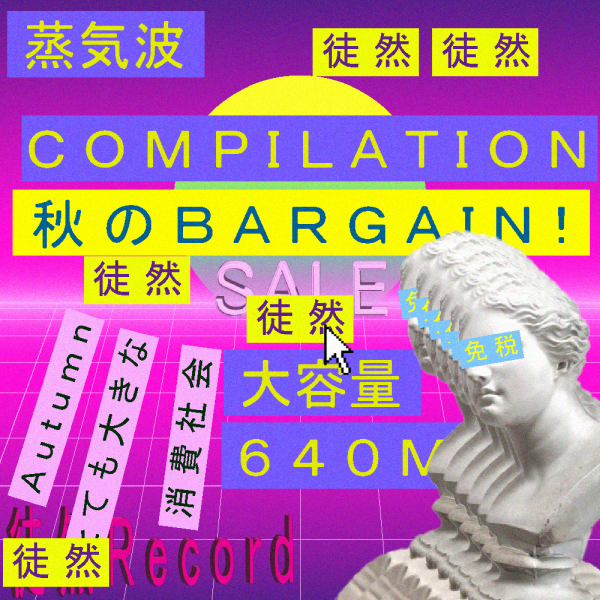 蒸気波
徒然 徒然
COMPILATION
秋のBARGAIN!
徒然
SALE
徒然
免税
大容量
640M
Autumn
とても大きな
消費社会
徒然
Record